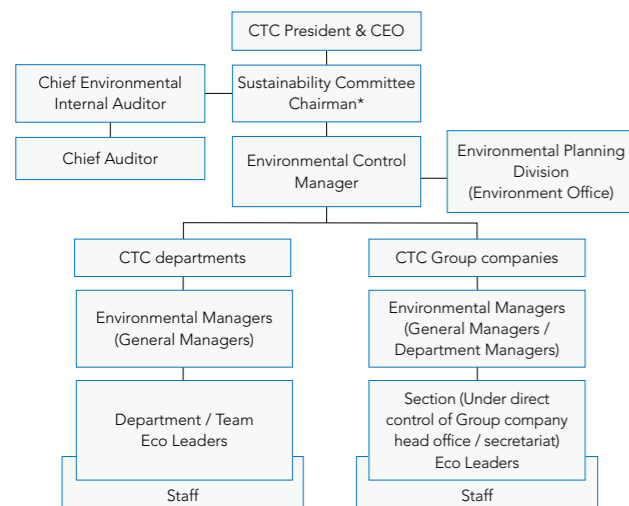 CTC President & CEO
Chief Environmental
Internal Auditor
Sustainability Committee
Chairman*
Chief Auditor
Environmental Control
Manager
Environmental Planning
Division
(Environment Office)
CTC departments
CTC Group companies
Environmental Managers
(General Managers)
Environmental Managers
(General Managers /
Department Managers)
Department / Team
Eco Leaders
Section (Under direct
control of Group company
head office / secretariat)
Eco Leaders
Staff
Staff